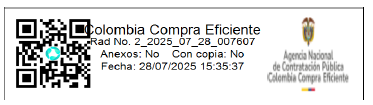 Colombia Compra Eficiente
Rad No. 2_2025_07_28_007607
Anexos: No Con copia: No
Fecha: 28/07/2025 15:35:37
Agencia Nacional
de Contratación Pública
Colombia Compra Eficiente